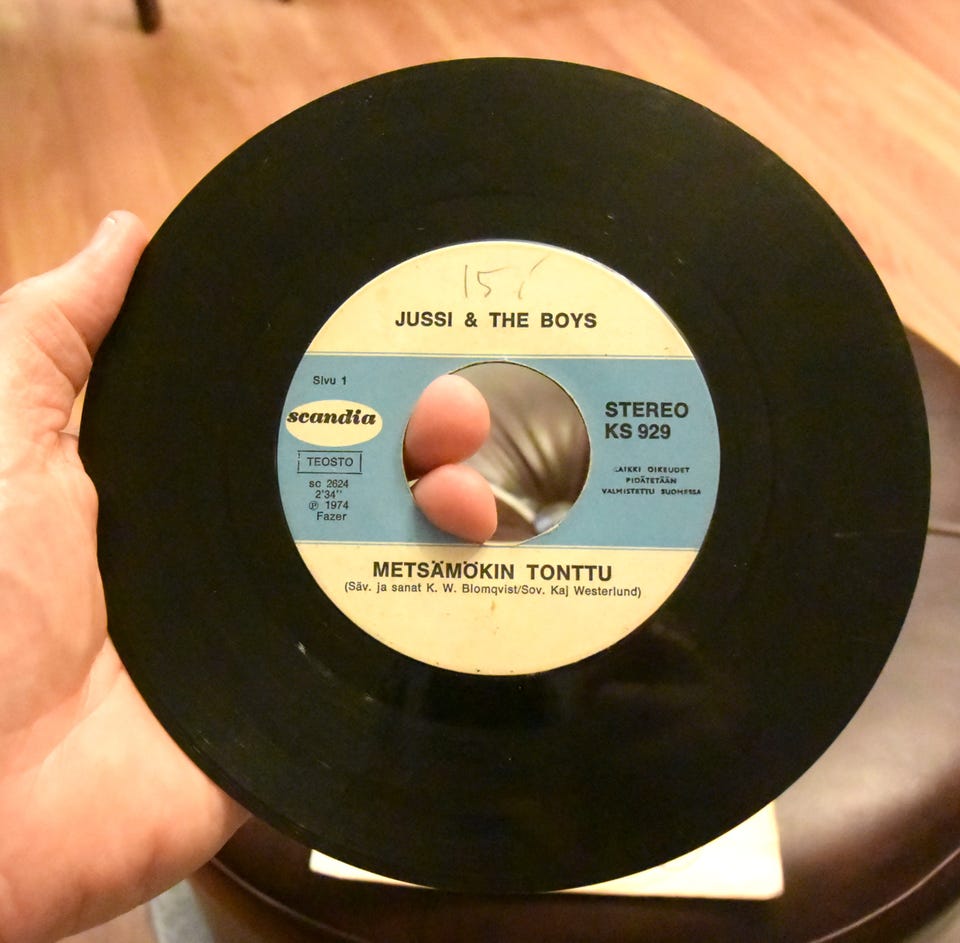 15
JUSSI & THE BOYS
Sivu 1
scandia
TEOSTO
sc 2624
2'34"
℗ 1974
Fazer
STEREO
KS 929
OIKEUDET
PIDÄTETÄÄN
VALMISTETTU SUOMESSA
METSÄMÖKIN TONTTU
(Säv. ja sanat K. W. Blomqvist/Sov. Kaj Westerlund)